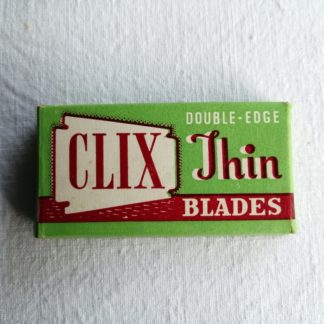 DOUBLE-EDGE
CLIX Thin
BLADES